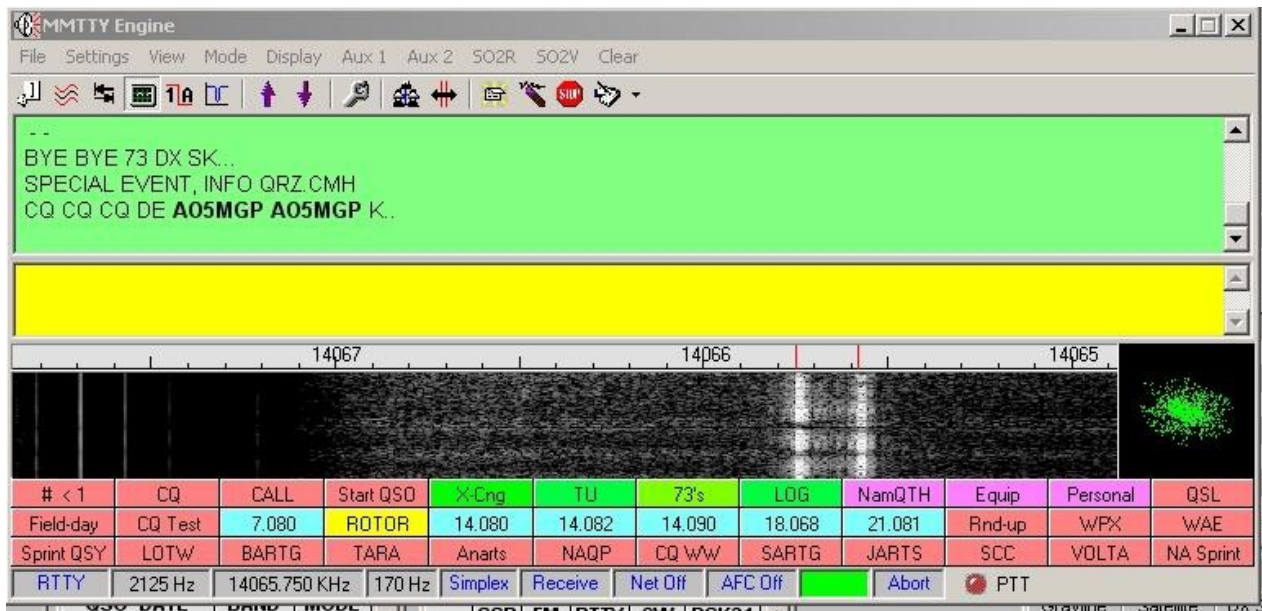 MMTTY Engine
File Settings View Mode Display Aux 1 Aux 2 SO2R SO2V Clear
STOP
- -
BYE BYE 73 DX SK...
SPECIAL EVENT, INFO QRZ.CMH
CQ CQ CQ DE AO5MGP AO5MGP K..
14067 14066 14065
# < 1 CQ CALL Start QSO X-Cng TU 73's LOG NamQTH Equip Personal QSL
Field-day CQ Test 7.080 ROTOR 14.080 14.082 14.090 18.068 21.081 Rnd-up WPX WAE
Sprint QSY LOTW BARTG TARA Anarts NAQP CQ WW SARTG JARTS SCC VOLTA NA Sprint
RTTY 2125 Hz 14065.750 KHz 170 Hz Simplex Receive Net Off AFC Off Abort PTT